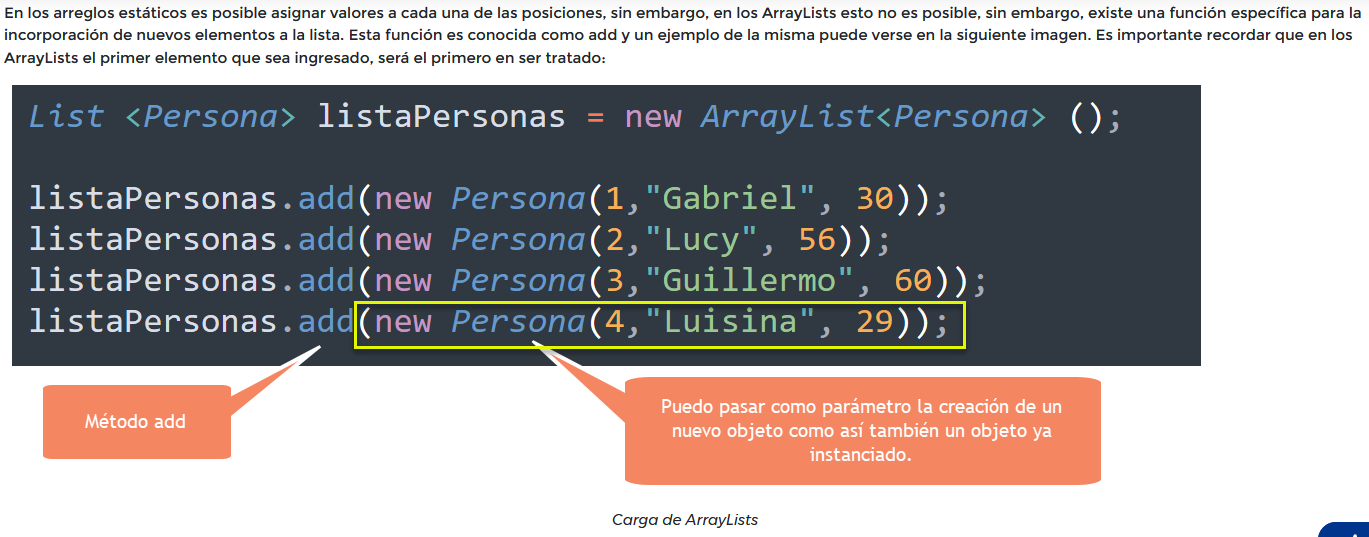 En los arreglos estáticos es posible asignar valores a cada una de las posiciones, sin embargo, en los ArrayLists esto no es posible, sin embargo, existe una función específica para la
incorporación de nuevos elementos a la lista. Esta función es conocida como add y un ejemplo de la misma puede verse en la siguiente imagen. Es importante recordar que en los
ArrayLists el primer elemento que sea ingresado, será el primero en ser tratado:
List <Persona> listaPersonas = new ArrayList<Persona> ();
listaPersonas.add(new Persona(1,"Gabriel", 30));
listaPersonas.add(new Persona(2,"Lucy", 56));
listaPersonas.add(new Persona(3,"Guillermo", 60));
listaPersonas.add(new Persona(4,"Luisina", 29));
Método add
Puedo pasar como parámetro la creación de un
nuevo objeto como así también un objeto ya
instanciado.
Carga de ArrayLists